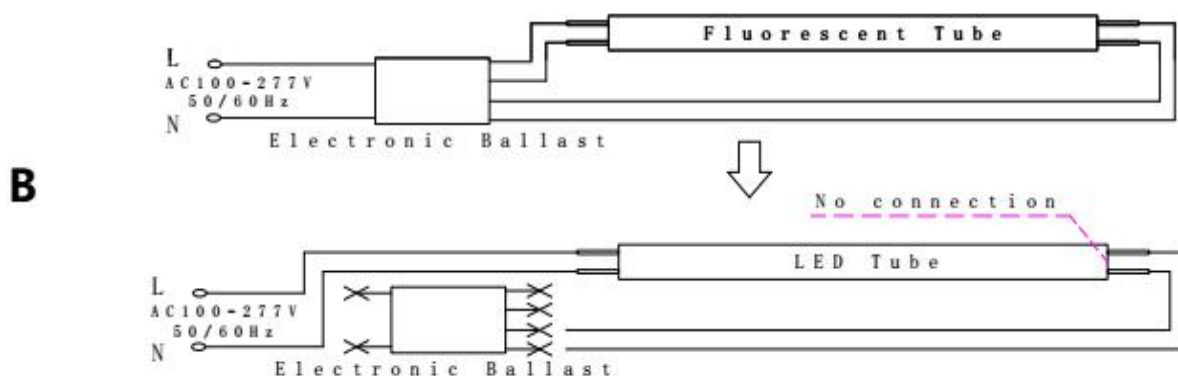 Fluorescent Tube
L
AC100-277V
50/60Hz
N
Electronic Ballast
B
No connection
LED Tube
L
AC100-277V
50/60Hz
N
Electronic Ballast